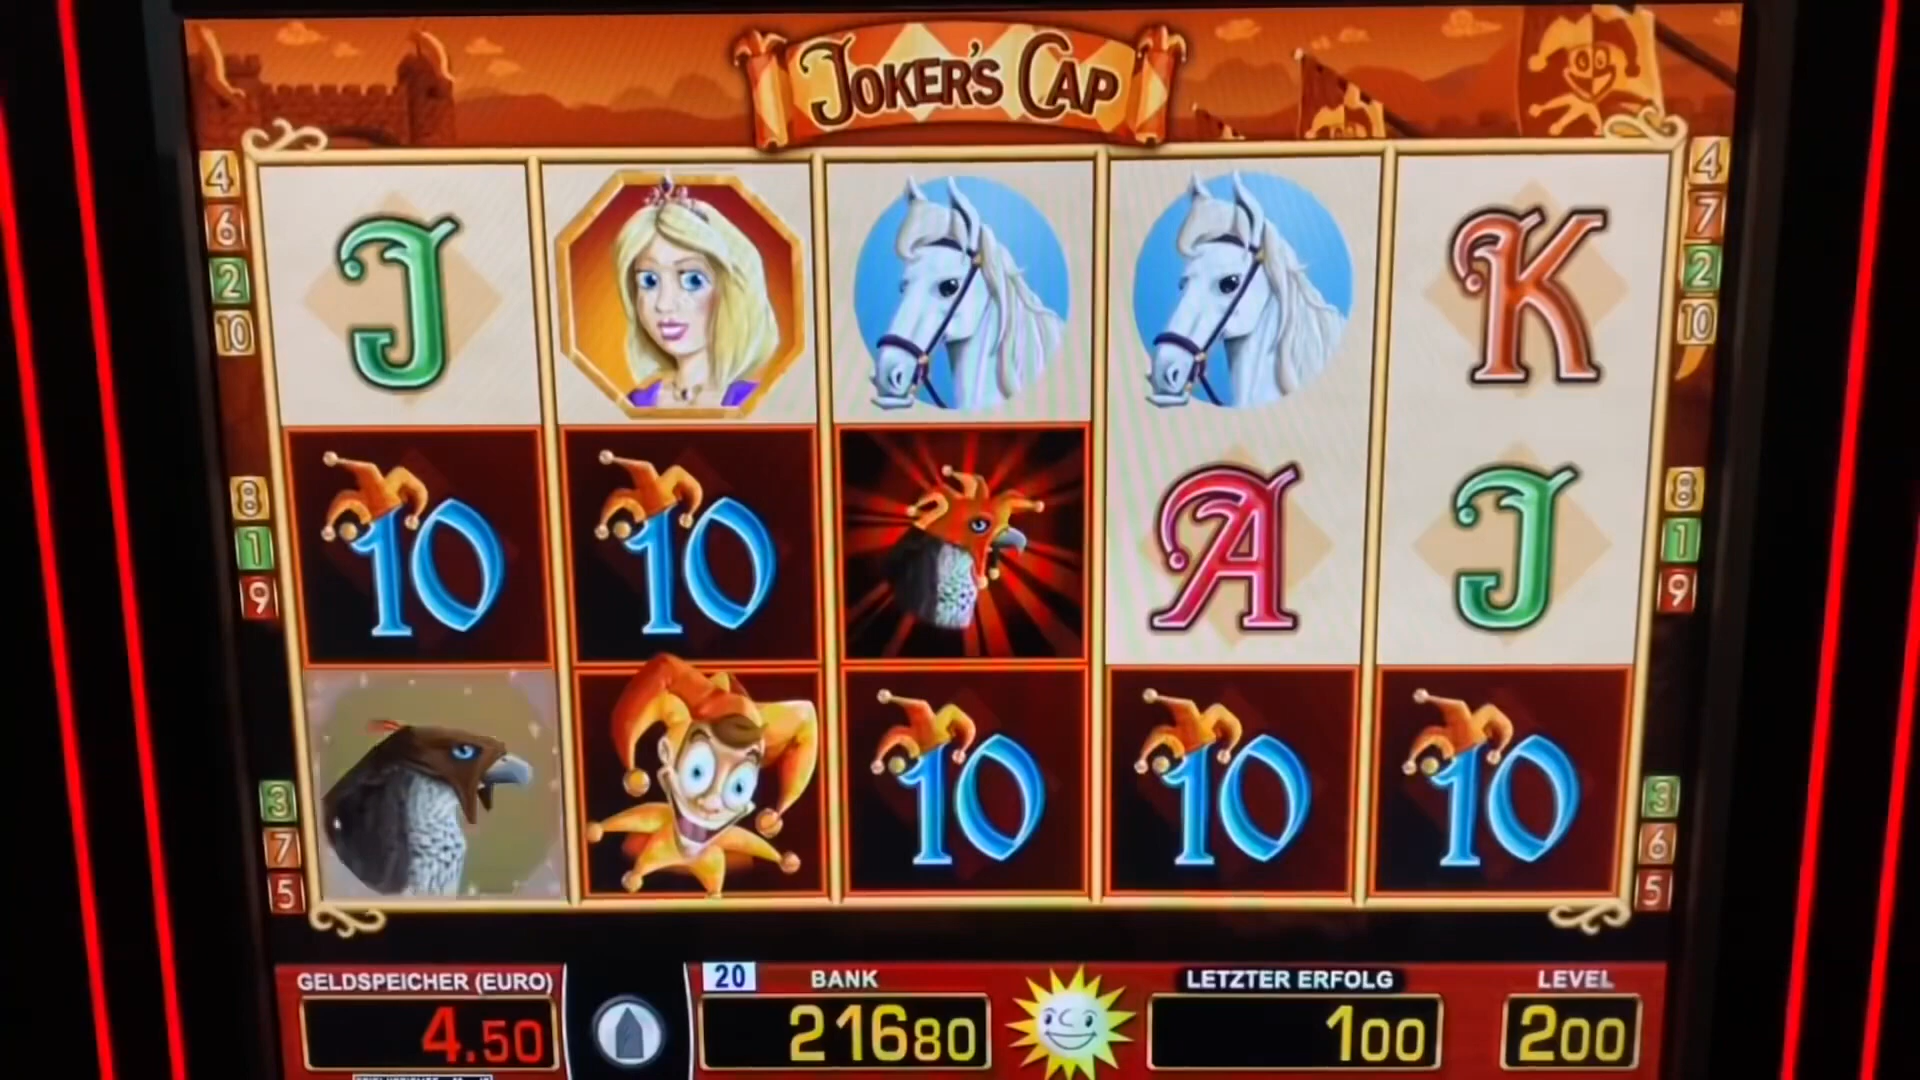 JOKER'S CAP
4 4
6 7
2 2
10 10
J K
8 8
1 1
9 9
10 10 A J
3 3
7 6
5 5
10 10 10
GELDSPEICHER (EURO) 20 BANK LETZTER ERFOLG LEVEL
4.50 21680 100 200